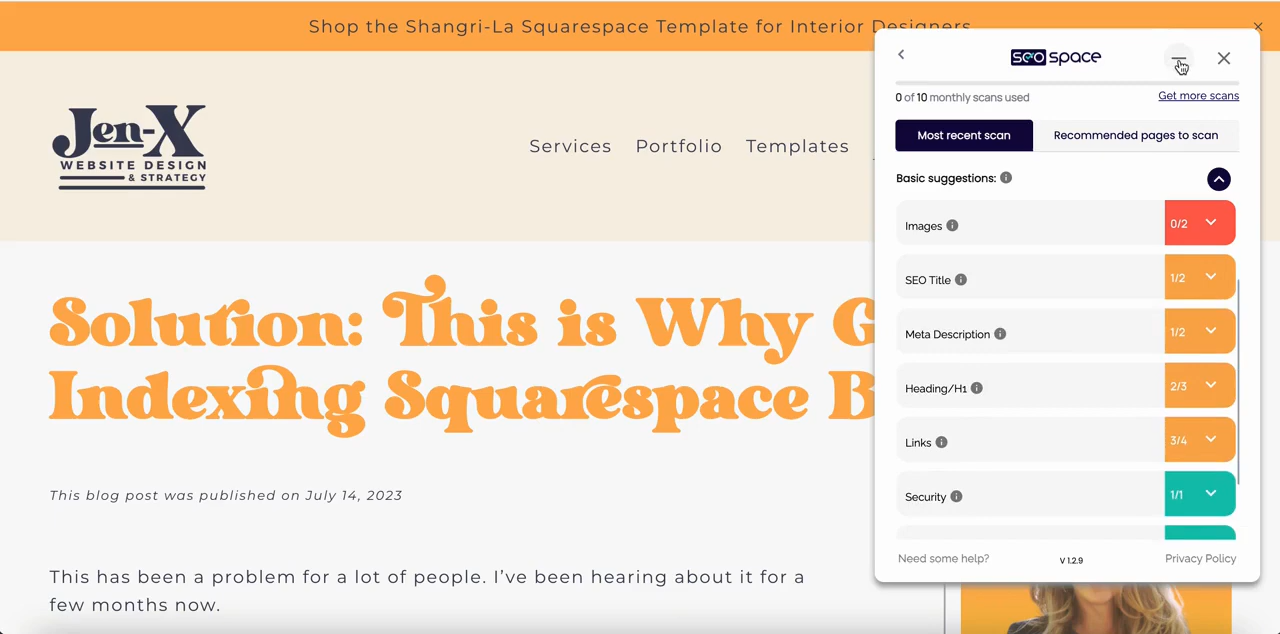 Shop the Shangri-La Squarespace Template for Interior Designers
Jen-X
WEBSITE DESIGN
& STRATEGY
Services Portfolio Templates
Solution: This is Why G
Indexing Squarespace B
This blog post was published on July 14, 2023
This has been a problem for a lot of people. I've been hearing about it for a
few months now.
seo space
0 of 10 monthly scans used Get more scans
Most recent scan Recommended pages to scan
Basic suggestions:
Images 0/2
SEO Title 1/2
Meta Description 1/2
Heading/H1 2/3
Links 3/4
Security 1/1
Need some help? V 1.2.9 Privacy Policy